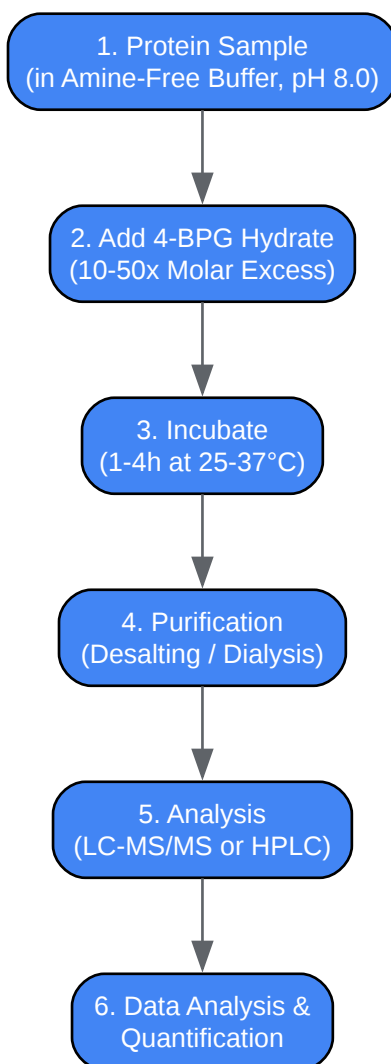 1. Protein Sample
(in Amine-Free Buffer, pH 8.0)
2. Add 4-BPG Hydrate
(10-50x Molar Excess)
3. Incubate
(1-4h at 25-37°C)
4. Purification
(Desalting / Dialysis)
5. Analysis
(LC-MS/MS or HPLC)
6. Data Analysis &
Quantification